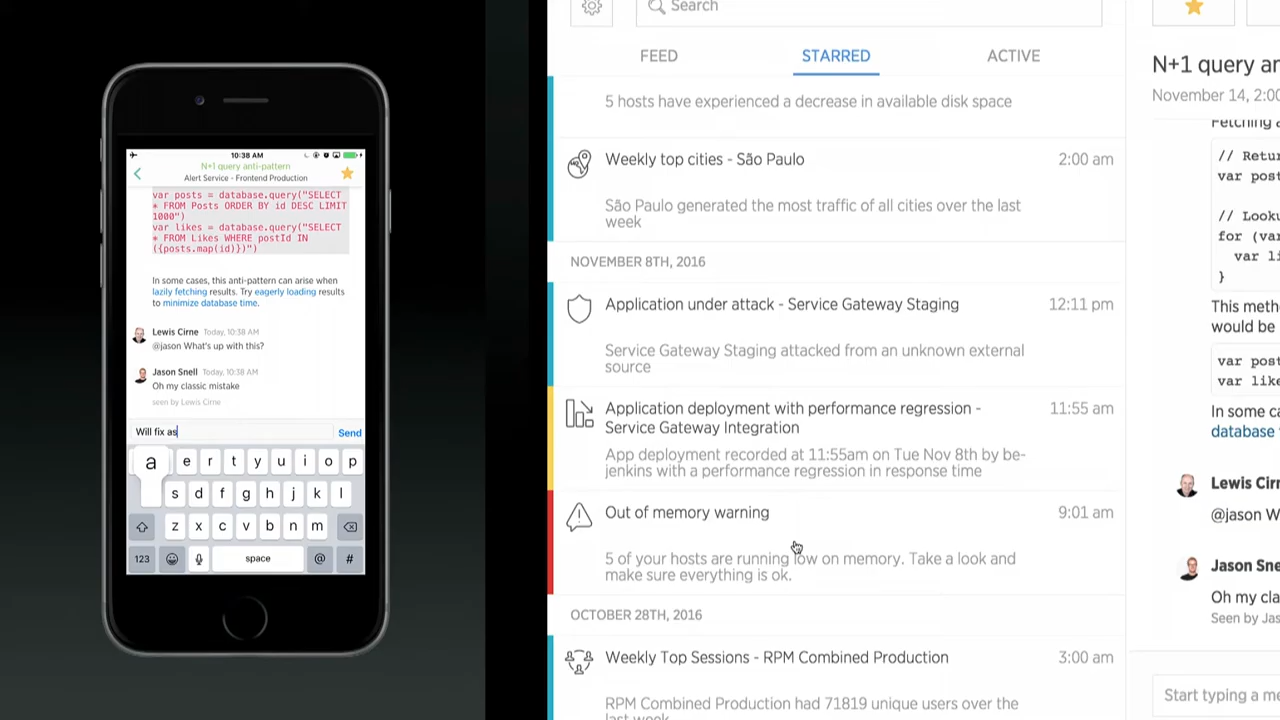 10:38 AM
N+1 query anti-pattern
Alert Service - Frontend Production
var posts = database.query("SELECT
* FROM Posts ORDER BY id DESC LIMIT
1000")
var likes = database.query("SELECT
* FROM Likes WHERE postId IN
({posts.map(id)})")
In some cases, this anti-pattern can arise when
lazily fetching results. Try eagerly loading results
to minimize database time.
Lewis Cirne Today, 10:38 AM
@jason What's up with this?
Jason Snell Today, 10:38 AM
Oh my classic mistake
seen by Lewis Cirne
Will fix as
Send
a e r t y u i o p
s d f g h j k l
z x c v b n m
123 space @ #
Search
FEED STARRED ACTIVE
5 hosts have experienced a decrease in available disk space
Weekly top cities - São Paulo 2:00 am
São Paulo generated the most traffic of all cities over the last
week
NOVEMBER 8TH, 2016
Application under attack - Service Gateway Staging 12:11 pm
Service Gateway Staging attacked from an unknown external
source
Application deployment with performance regression - 11:55 am
Service Gateway Integration
App deployment recorded at 11:55am on Tue Nov 8th by be-
jenkins with a performance regression in response time
Out of memory warning 9:01 am
5 of your hosts are running low on memory. Take a look and
make sure everything is ok.
OCTOBER 28TH, 2016
Weekly Top Sessions - RPM Combined Production 3:00 am
RPM Combined Production had 71819 unique users over the
last week
N+1 query an
November 14, 2:00
Fetching a
// Retur
var post
// Looku
for (var
var li
}
This meth
would be
var post
var like
In some ca
database
Lewis Cirn
@jason W
Jason Snel
Oh my cla
Seen by Jas
Start typing a me